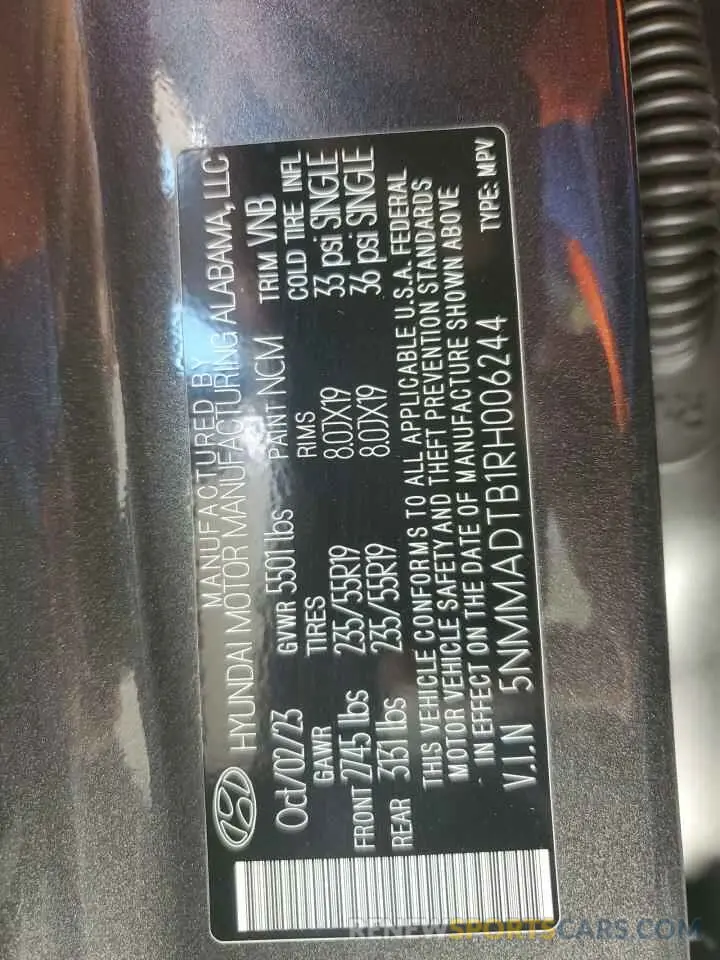 MANUFACTURED BY
HYUNDAI MOTOR MANUFACTURING ALABAMA, LLC
Oct/02/23 GVWR 5501 lbs PAINT NCM TRIM VNB
GAWR TIRES RIMS COLD TIRE INFL
FRONT 2745 lbs 235/55R19 8.0JX19 33 psi SINGLE
REAR 3131 lbs 235/55R19 8.0JX19 36 psi SINGLE
THIS VEHICLE CONFORMS TO ALL APPLICABLE U.S.A. FEDERAL
MOTOR VEHICLE SAFETY AND THEFT PREVENTION STANDARDS
IN EFFECT ON THE DATE OF MANUFACTURE SHOWN ABOVE
V.I.N 5NMMADTB1RH006244 TYPE: MPV
RENEWSPORTSCARS.COM